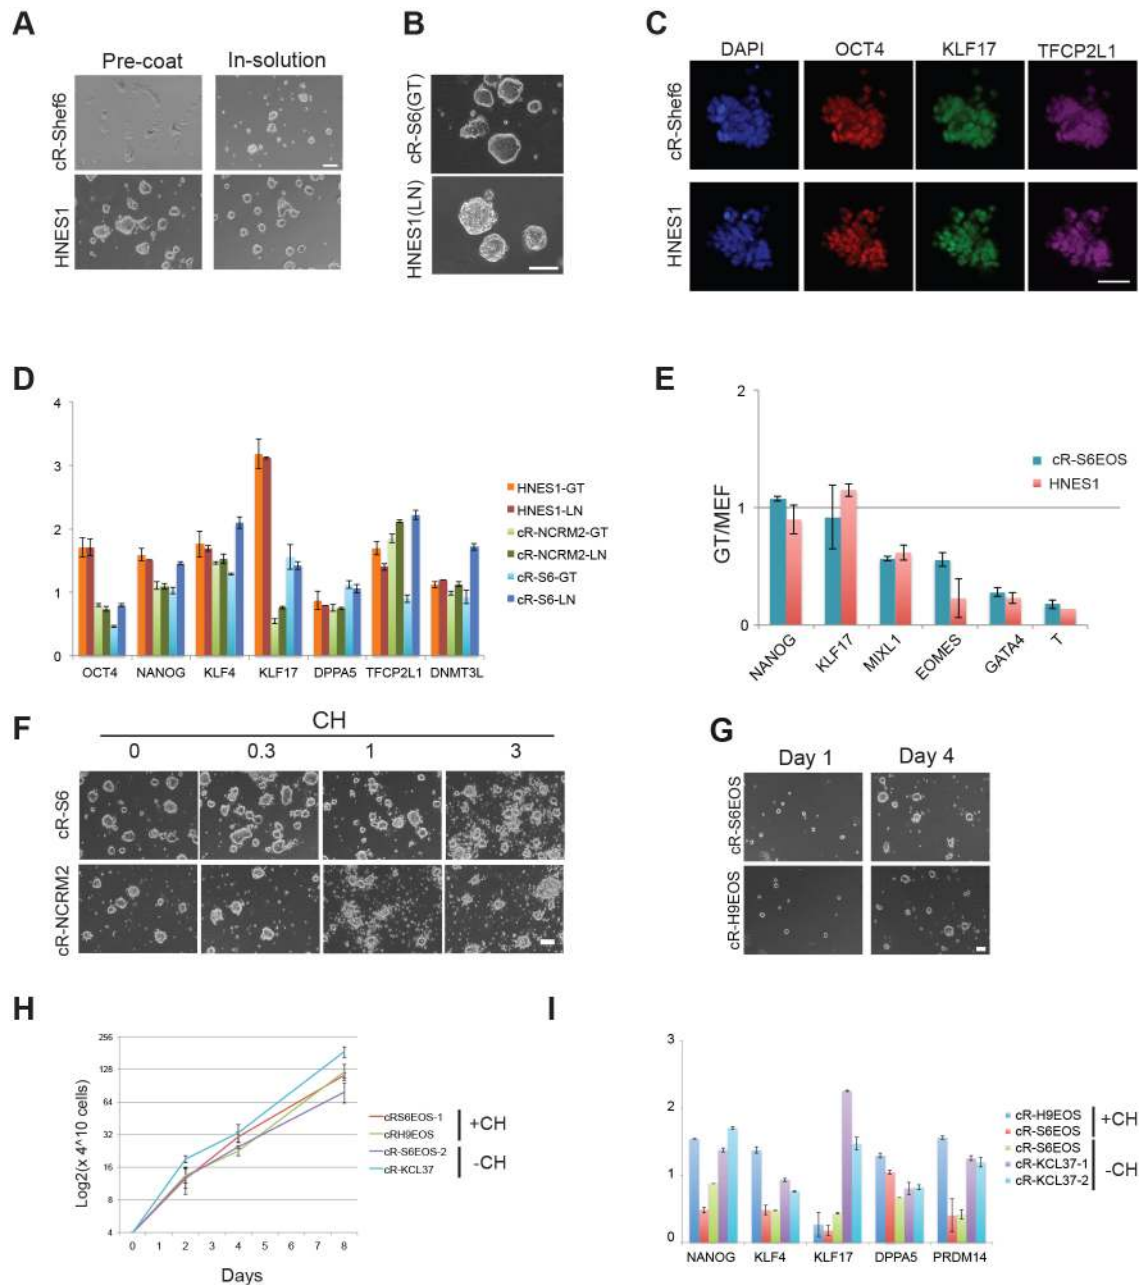 A
Pre-coat In-solution
cR-Shef6
HNES1
B
cR-S6(GT)
HNES1(LN)
C
DAPI OCT4 KLF17 TFCP2L1
cR-Shef6
HNES1
D
4
3
2
1
0
OCT4 NANOG KLF4 KLF17 DPPA5 TFCP2L1 DNMT3L
HNES1-GT
HNES1-LN
cR-NCRM2-GT
cR-NCRM2-LN
cR-S6-GT
cR-S6-LN
E
GT/MEF
2
1
0
NANOG KLF17 MIXL1 EOMES GATA4 T
cR-S6EOS
HNES1
F
CH
0 0.3 1 3
cR-S6
cR-NCRM2
G
Day 1 Day 4
cR-S6EOS
cR-H9EOS
H
Log2(x 4^10 cells)
256
128
64
32
16
8
4
0 1 2 3 4 5 6 7 8
Days
cRS6EOS-1
cRH9EOS
cR-S6EOS-2
cR-KCL37
+CH
-CH
I
3
2
1
0
NANOG KLF4 KLF17 DPPA5 PRDM14
cR-H9EOS
cR-S6EOS
cR-S6EOS
cR-KCL37-1
cR-KCL37-2
+CH
-CH